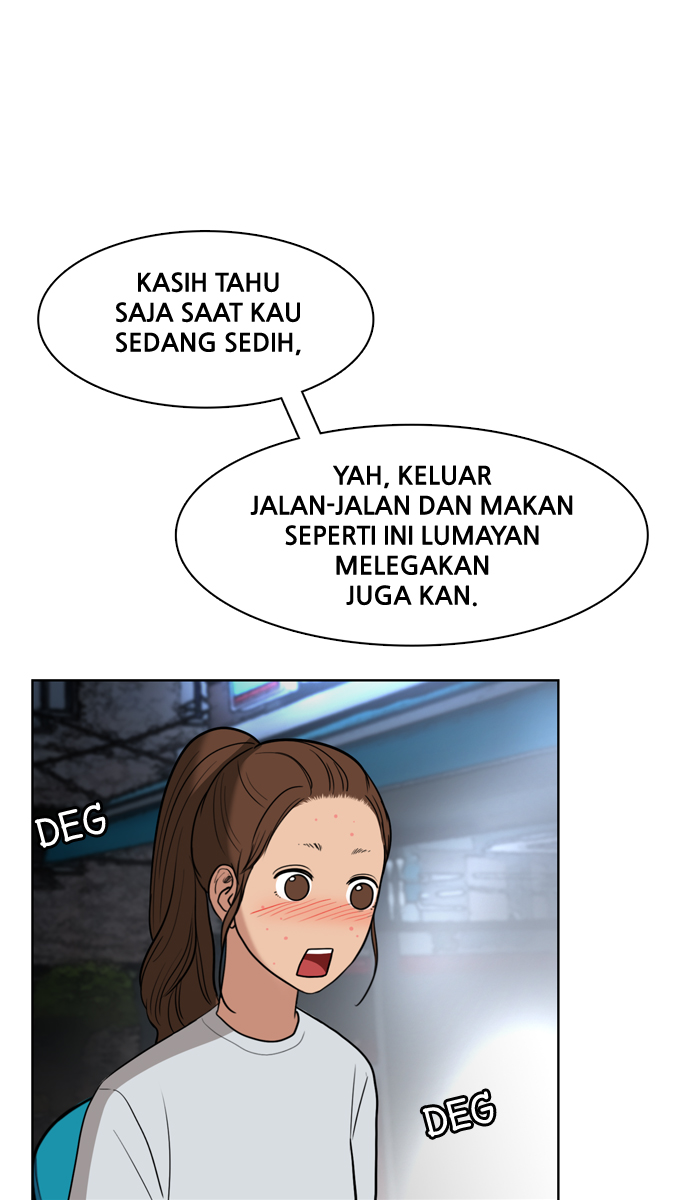 KASIH TAHU
SAJA SAAT KAU
SEDANG SEDIH,
YAH, KELUAR
JALAN-JALAN DAN MAKAN
SEPERTI INI LUMAYAN
MELEGAKAN
JUGA KAN.
DEG
DEG